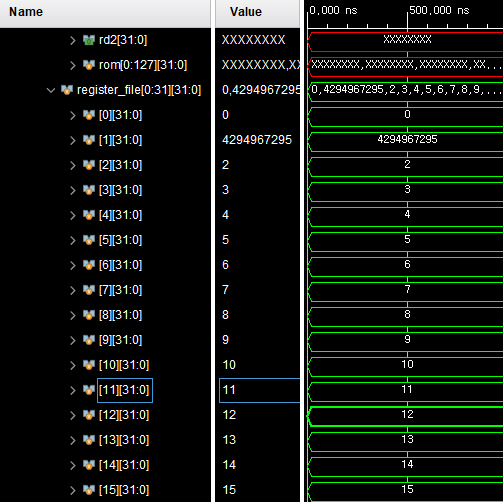 Name Value 0,000 ns 500,000 ns
rd2[31:0] XXXXXXXX XXXXXXXX
rom[0:127][31:0] XXXXXXXX,XX XXXXXXXX,XXXXXXXX,XX...
register_file[0:31][31:0] 0,4294967295 0,4294967295,2,3,4,5,6,7,8,9,...
[0][31:0] 0 0
[1][31:0] 4294967295 4294967295
[2][31:0] 2 2
[3][31:0] 3 3
[4][31:0] 4 4
[5][31:0] 5 5
[6][31:0] 6 6
[7][31:0] 7 7
[8][31:0] 8 8
[9][31:0] 9 9
[10][31:0] 10 10
[11][31:0] 11 11
[12][31:0] 12 12
[13][31:0] 13 13
[14][31:0] 14 14
[15][31:0] 15 15